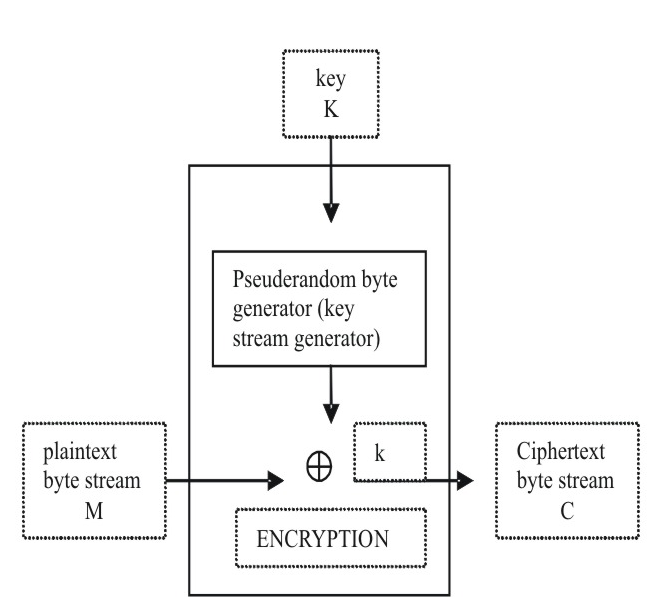 key
K
Pseuderandom byte
generator (key
stream generator)
plaintext
byte stream
M
⊕
k
Ciphertext
byte stream
C
ENCRYPTION